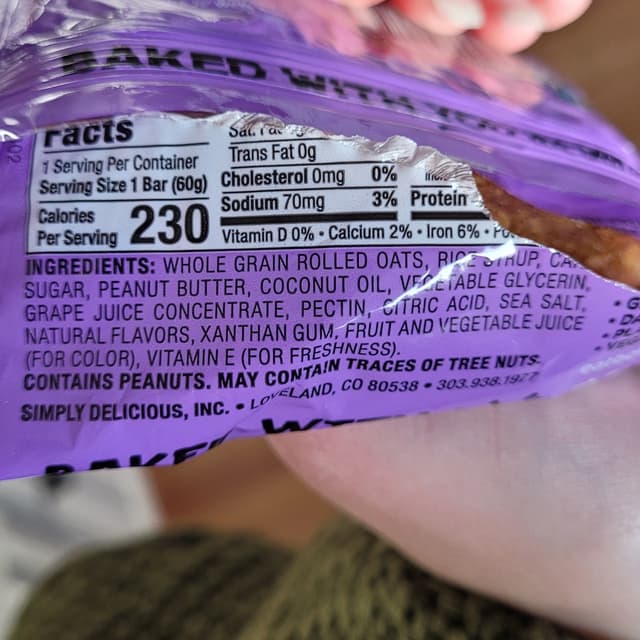 BAKED WITH
Facts
1 Serving Per Container
Serving Size 1 Bar (60g)
Calories
Per Serving 230
Trans Fat 0g
Cholesterol 0mg 0%
Sodium 70mg 3%
Protein
Vitamin D 0% • Calcium 2% • Iron 6% •
INGREDIENTS: WHOLE GRAIN ROLLED OATS, RICE SYRUP,
SUGAR, PEANUT BUTTER, COCONUT OIL, VEGETABLE GLYCERIN,
GRAPE JUICE CONCENTRATE, PECTIN, CITRIC ACID, SEA SALT,
NATURAL FLAVORS, XANTHAN GUM, FRUIT AND VEGETABLE JUICE
(FOR COLOR), VITAMIN E (FOR FRESHNESS).
CONTAINS PEANUTS. MAY CONTAIN TRACES OF TREE NUTS.
SIMPLY DELICIOUS, INC. • LOVELAND, CO 80538 • 303.938.1977